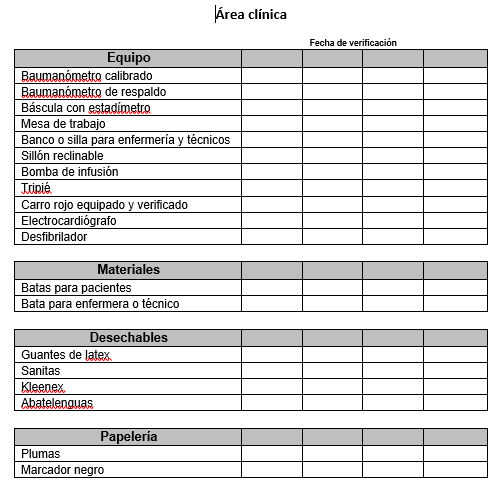 Área clínica
Fecha de verificación
Equipo
Baumanómetro calibrado
Baumanómetro de respaldo
Báscula con estadímetro
Mesa de trabajo
Banco o silla para enfermería y técnicos
Sillón reclinable
Bomba de infusión
Tripié
Carro rojo equipado y verificado
Electrocardiógrafo
Desfibrilador
Materiales
Batas para pacientes
Bata para enfermera o técnico
Desechables
Guantes de latex
Sanitas
Kleenex
Abatelenguas
Papelería
Plumas
Marcador negro